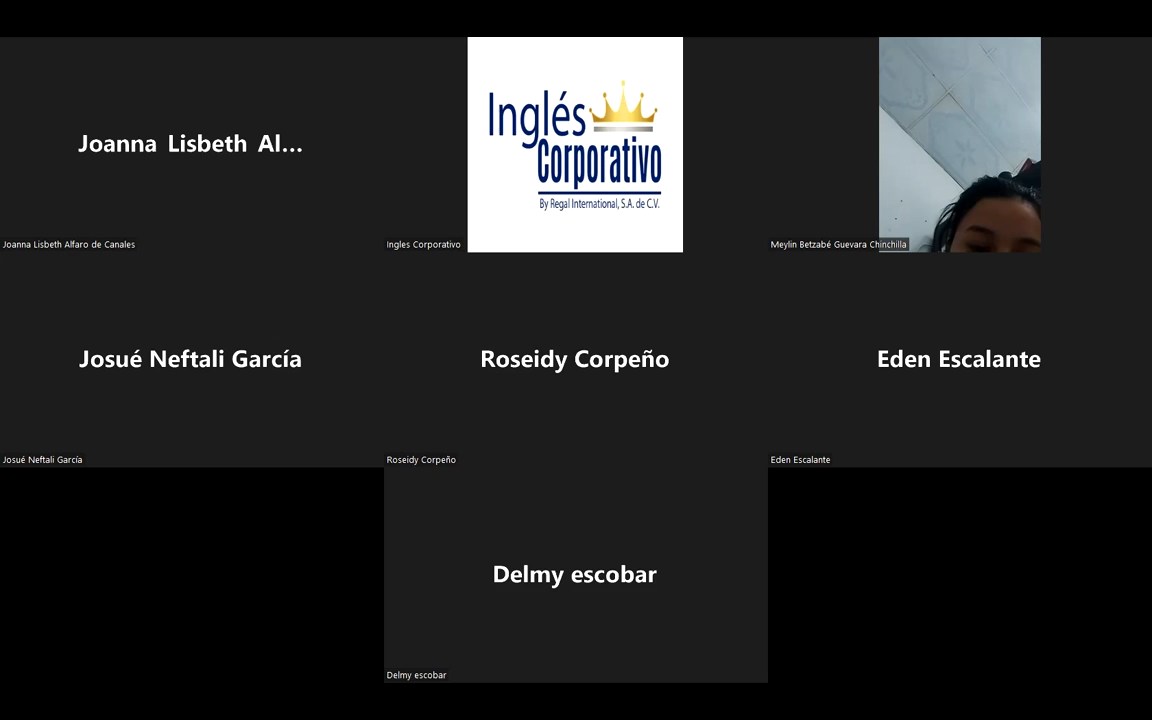 Joanna Lisbeth Al...
Joanna Lisbeth Alfaro de Canales
Inglés
Corporativo
By Regal International, S.A. de C.V.
Ingles Corporativo
Meylin Betzabé Guevara Chinchilla
Josué Neftali García
Josué Neftali García
Roseidy Corpeño
Roseidy Corpeño
Eden Escalante
Eden Escalante
Delmy escobar
Delmy escobar